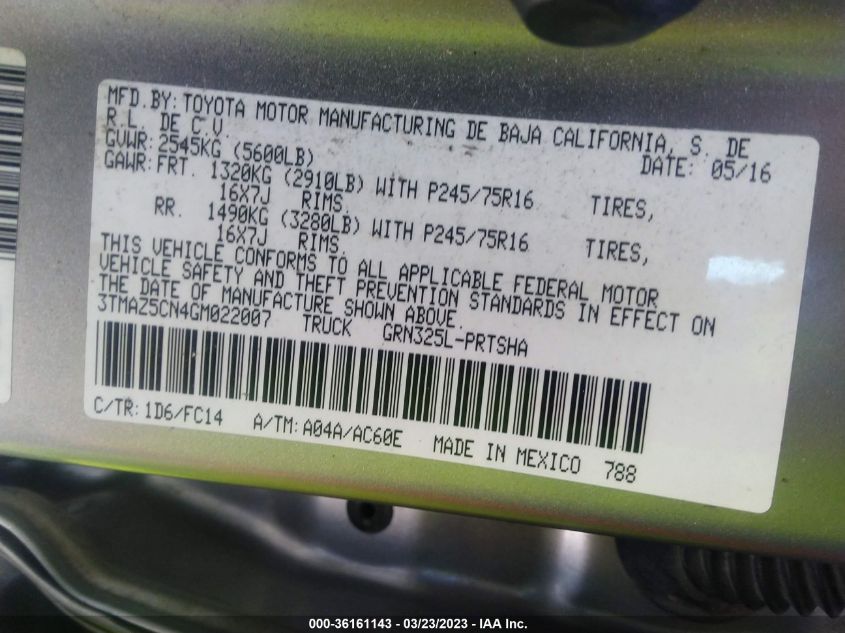 MFD. BY: TOYOTA MOTOR MANUFACTURING DE BAJA CALIFORNIA, S. DE
R.L. DE C.V. DATE: 05/16
GVWR: 2545KG (5600LB)
GAWR: FRT. 1320KG (2910LB) WITH P245/75R16 TIRES,
16X7J RIMS.
RR. 1490KG (3280LB) WITH P245/75R16 TIRES,
16X7J RIMS.
THIS VEHICLE CONFORMS TO ALL APPLICABLE FEDERAL MOTOR
VEHICLE SAFETY AND THEFT PREVENTION STANDARDS IN EFFECT ON
THE DATE OF MANUFACTURE SHOWN ABOVE.
3TMAZ5CN4GM022007 TRUCK GRN325L-PRTSHA
C/TR: 1D6/FC14 A/TM: A04A/AC60E MADE IN MEXICO 788
000-36161143 - 03/23/2023 - IAA Inc.